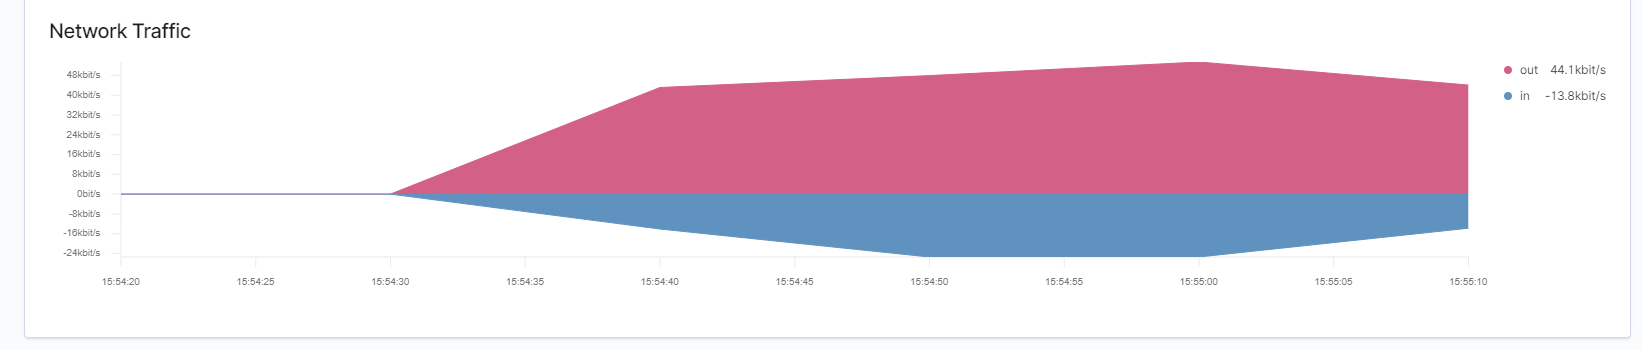 Network Traffic
48kbit/s
40kbit/s
32kbit/s
24kbit/s
16kbit/s
8kbit/s
0bit/s
-8kbit/s
-16kbit/s
-24kbit/s
15:54:20 15:54:25 15:54:30 15:54:35 15:54:40 15:54:45 15:54:50 15:54:55 15:55:00 15:55:05 15:55:10
out 44.1kbit/s
in -13.8kbit/s